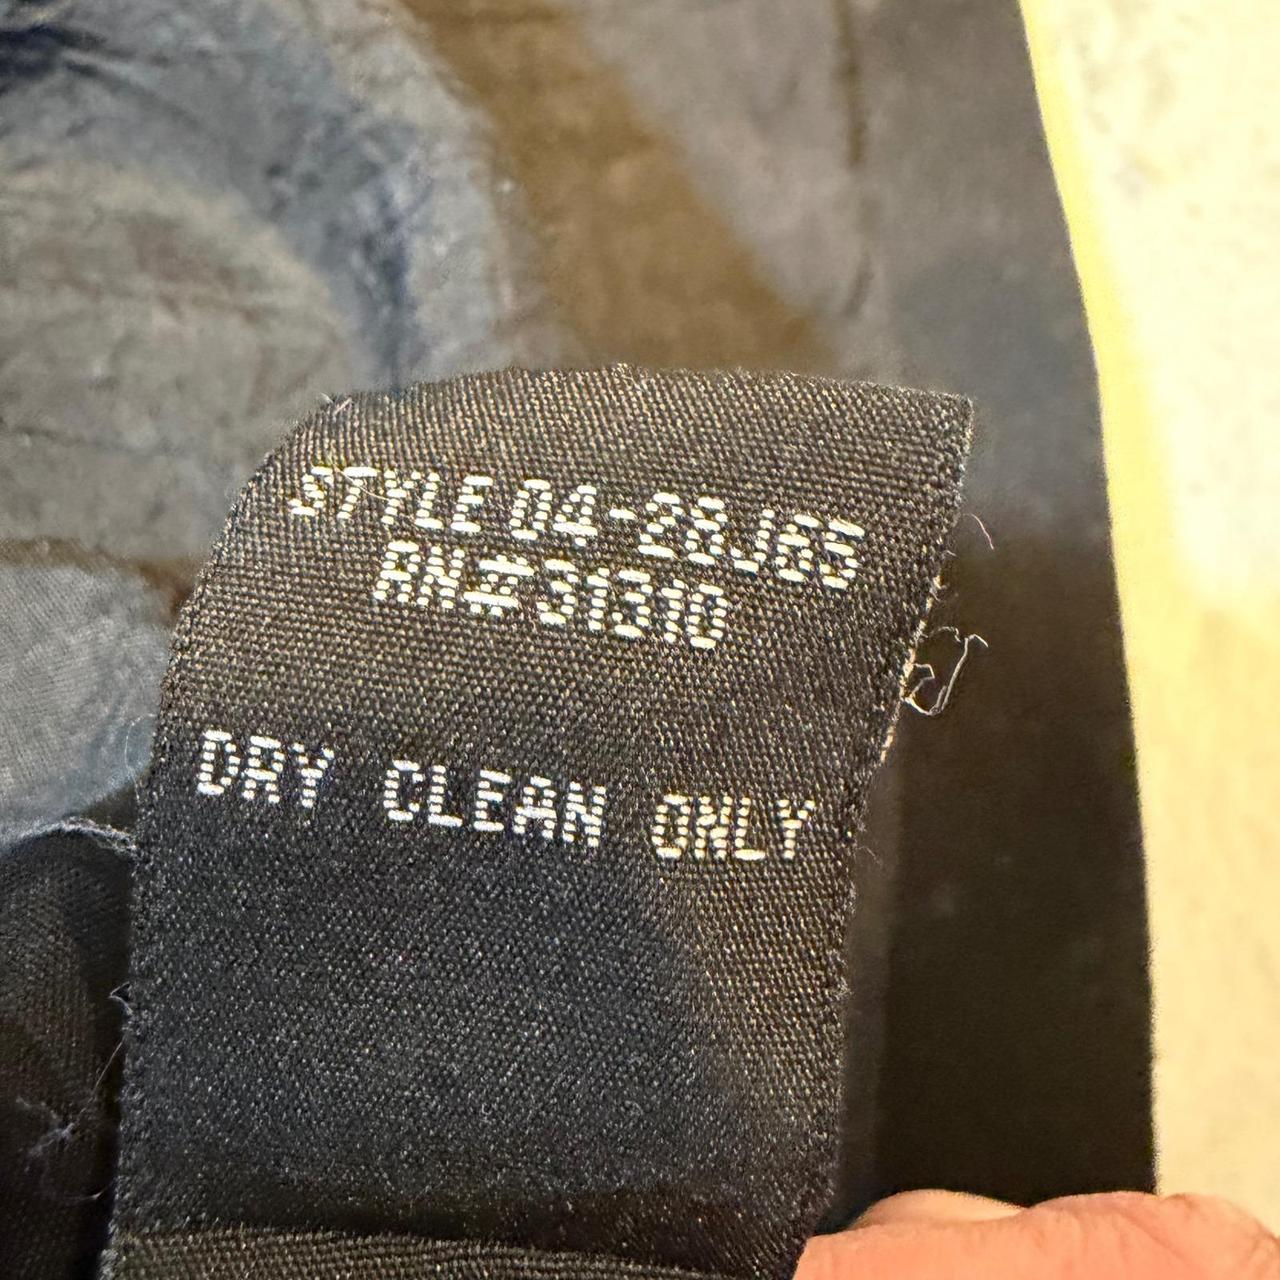 STYLE 04-28J65
RN#31310
DRY CLEAN ONLY